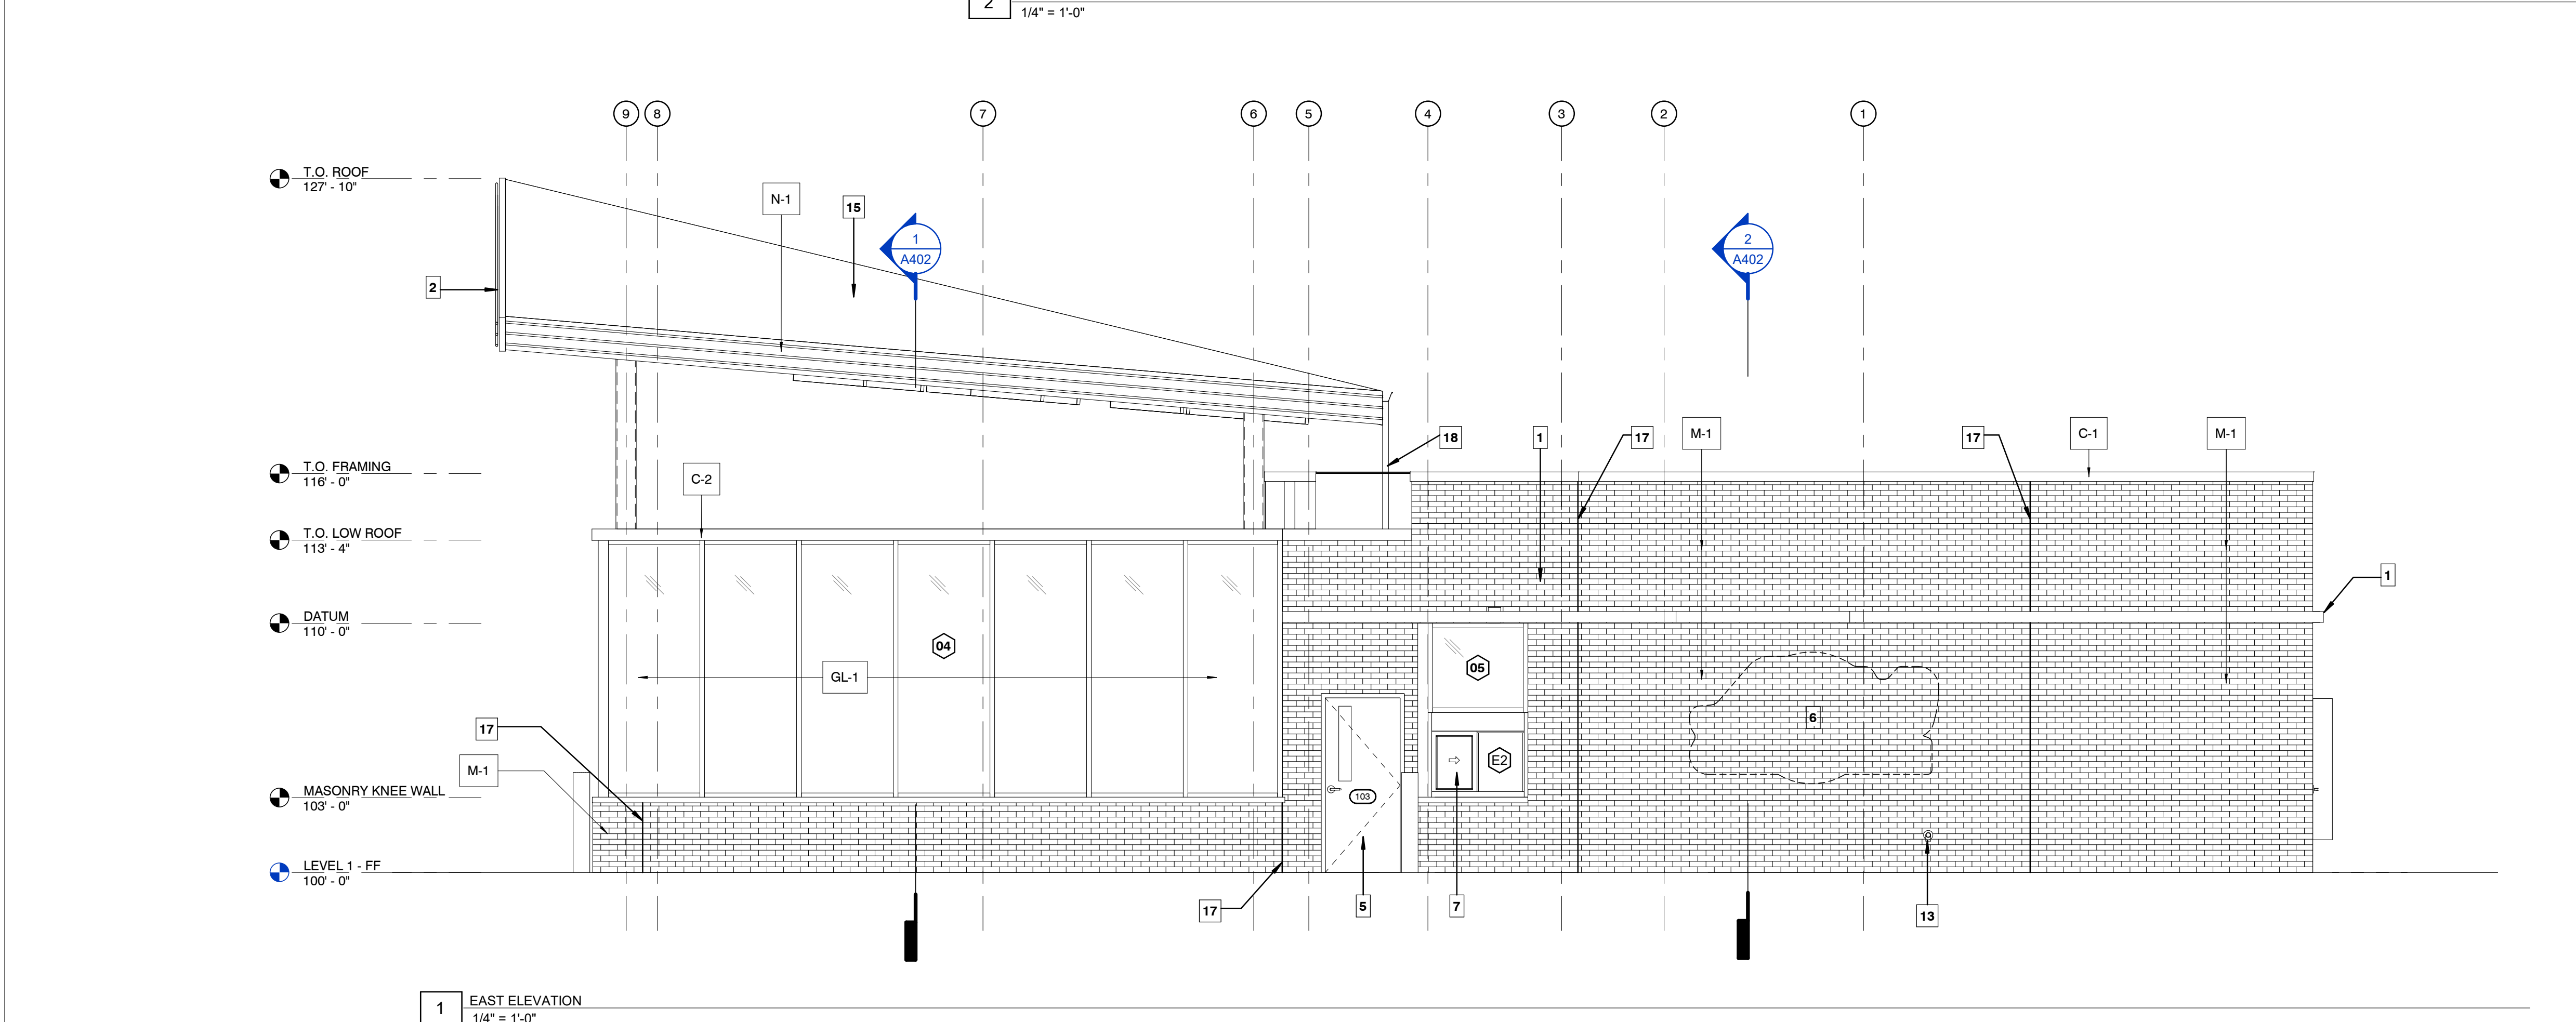 2
1/4" = 1'-0"
9
8
7
6
5
4
3
2
1
T.O. ROOF
127' - 10"
N-1
15
1
A402
2
A402
2
18
1
17
M-1
17
C-1
M-1
T.O. FRAMING
116' - 0"
C-2
T.O. LOW ROOF
113' - 4"
1
DATUM
110' - 0"
04
05
GL-1
6
17
E2
M-1
103
MASONRY KNEE WALL
103' - 0"
LEVEL 1 - FF
100' - 0"
17
5
7
13
1
EAST ELEVATION
1/4" = 1'-0"